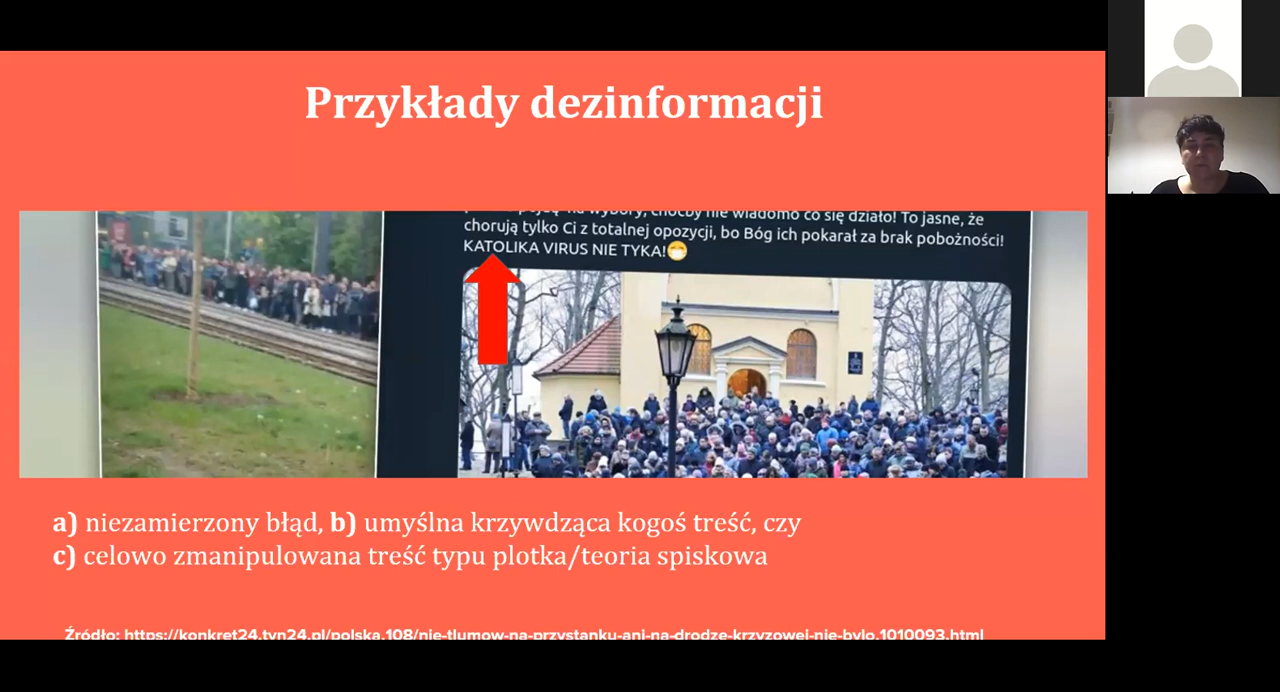 Przykłady dezinformacji
na wybory, choćby nie wiadomo co się działo! To jasne, że
chorują tylko Ci z totalnej opozycji, bo Bóg ich pokarał za brak pobożności!
KATOLIKA VIRUS NIE TYKA!😷
a) niezamierzony błąd, b) umyślna krzywdząca kogoś treść, czy
c) celowo zmanipulowana treść typu plotka/teoria spiskowa
Źródło: https://konkret24.tvn24.pl/polska,108/nie-tlumow-na-przystanku-ani-na-drodze-krzyzowej-nie-bylo,1010093.html